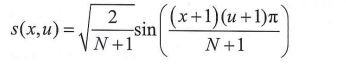 s(x,u) = √(2/(N+1)) sin((x+1)(u+1)π/(N+1))